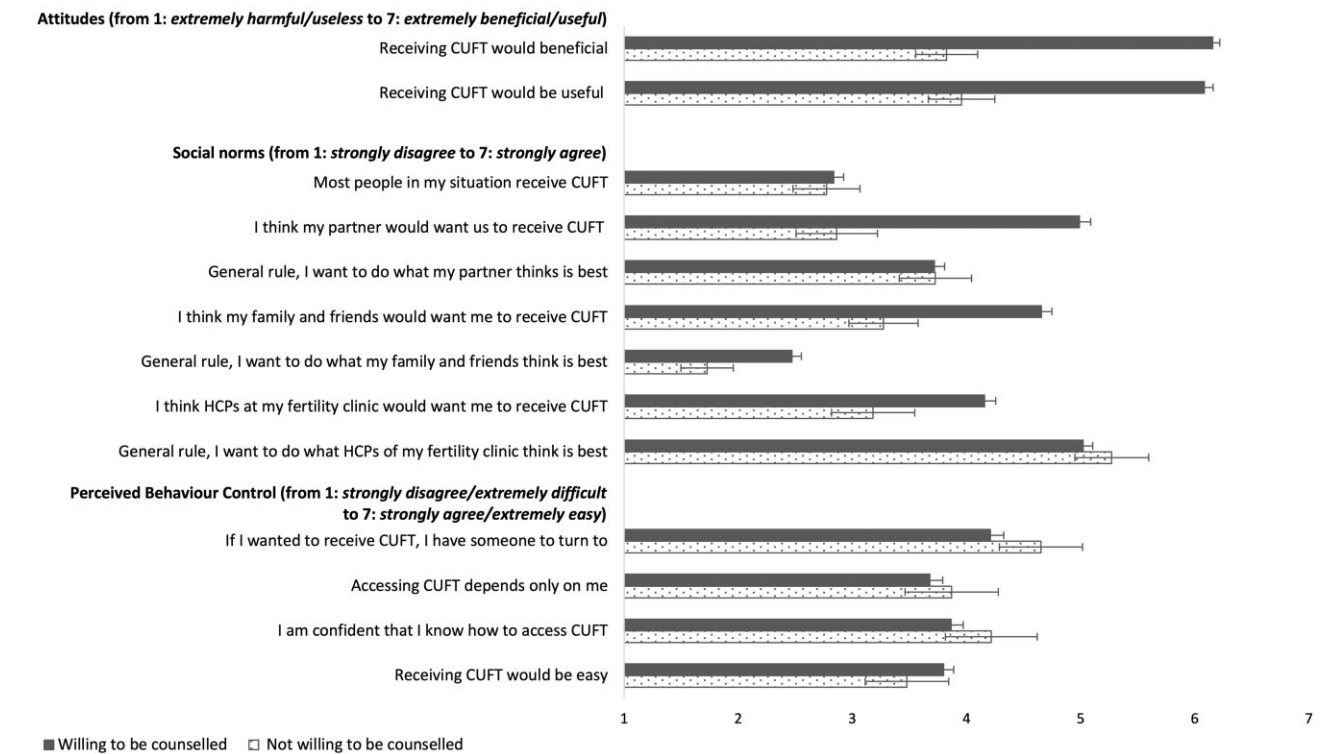 Attitudes (from 1: extremely harmful/useless to 7: extremely beneficial/useful)
Receiving CUFT would beneficial
Receiving CUFT would be useful
Social norms (from 1: strongly disagree to 7: strongly agree)
Most people in my situation receive CUFT
I think my partner would want us to receive CUFT
General rule, I want to do what my partner thinks is best
I think my family and friends would want me to receive CUFT
General rule, I want to do what my family and friends think is best
I think HCPs at my fertility clinic would want me to receive CUFT
General rule, I want to do what HCPs of my fertility clinic think is best
Perceived Behaviour Control (from 1: strongly disagree/extremely difficult
to 7: strongly agree/extremely easy)
If I wanted to receive CUFT, I have someone to turn to
Accessing CUFT depends only on me
I am confident that I know how to access CUFT
Receiving CUFT would be easy
1 2 3 4 5 6 7
Willing to be counselled Not willing to be counselled